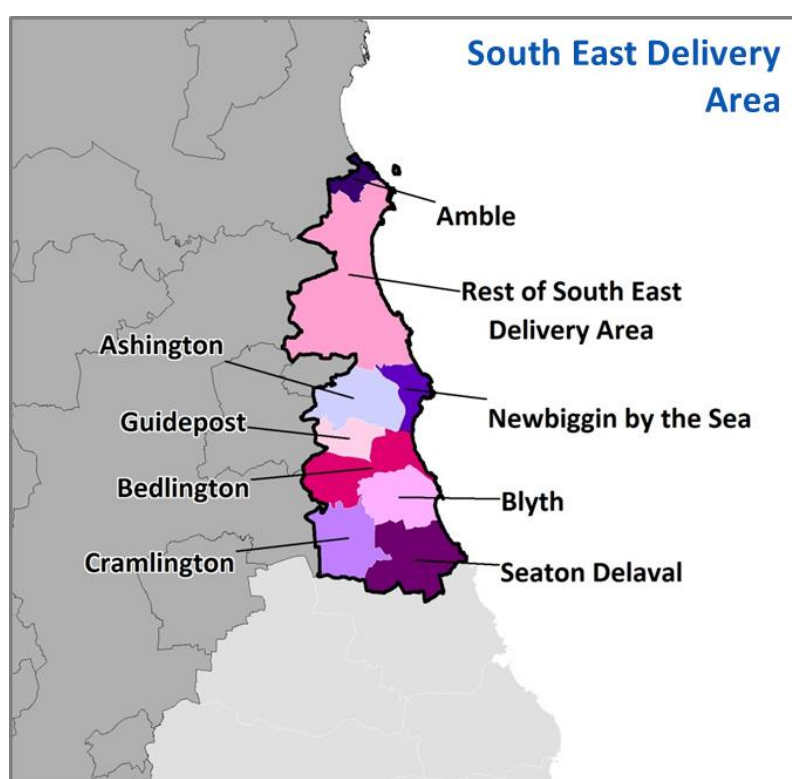 South East Delivery
Area
Amble
Rest of South East
Delivery Area
Ashington
Newbiggin by the Sea
Guidepost
Bedlington
Blyth
Cramlington
Seaton Delaval